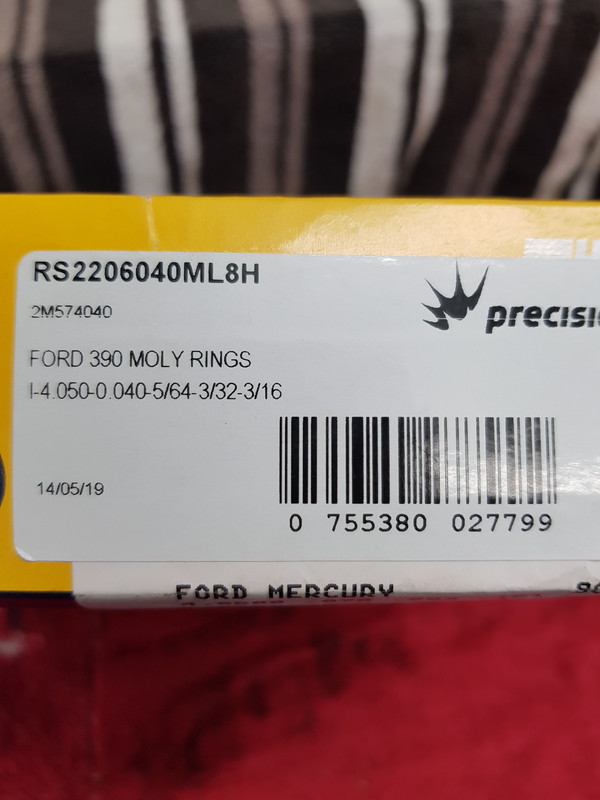 RS2206040ML8H
2M574040
precisi
FORD 390 MOLY RINGS
I-4.050-0.040-5/64-3/32-3/16
14/05/19
0 755380 027799
FORD MERCURY